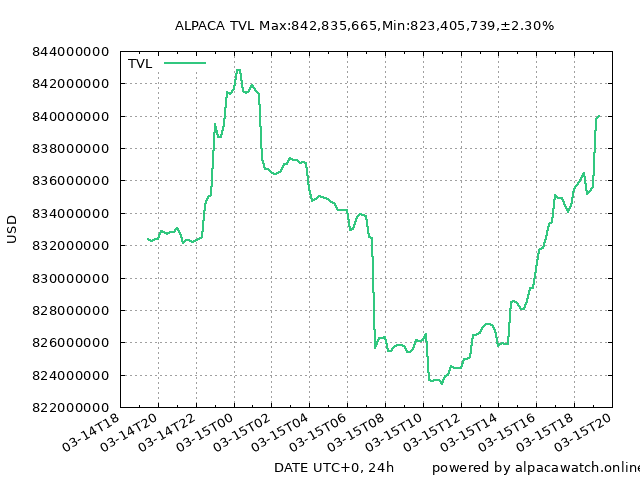 ALPACA TVL Max:842,835,665,Min:823,405,739,±2.30%
844000000
TVL
842000000
840000000
838000000
836000000
834000000
832000000
830000000
828000000
826000000
824000000
822000000
USD
03-14T18
03-14T20
03-14T22
03-15T00
03-15T02
03-15T04
03-15T06
03-15T08
03-15T10
03-15T12
03-15T14
03-15T16
03-15T18
03-15T20
DATE UTC+0, 24h
powered by alpacawatch.online